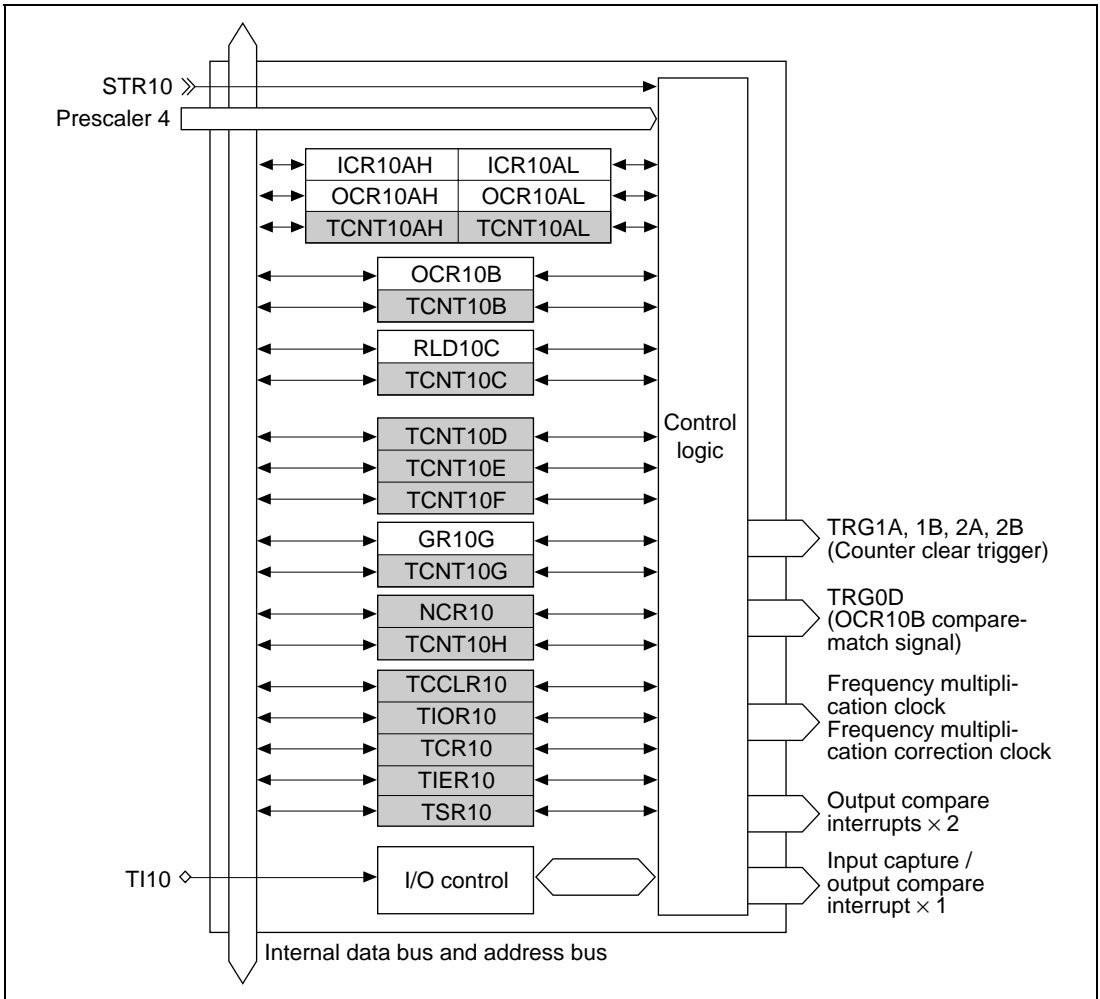 STR10
Prescaler 4
ICR10AH ICR10AL
OCR10AH OCR10AL
TCNT10AH TCNT10AL
OCR10B
TCNT10B
RLD10C
TCNT10C
TCNT10D
TCNT10E
TCNT10F
GR10G
TCNT10G
NCR10
TCNT10H
TCCLR10
TIOR10
TCR10
TIER10
TSR10
TI10
I/O control
Control
logic
TRG1A, 1B, 2A, 2B
(Counter clear trigger)
TRG0D
(OCR10B compare-
match signal)
Frequency multipli-
cation clock
Frequency multipli-
cation correction clock
Output compare
interrupts × 2
Input capture /
output compare
interrupt × 1
Internal data bus and address bus